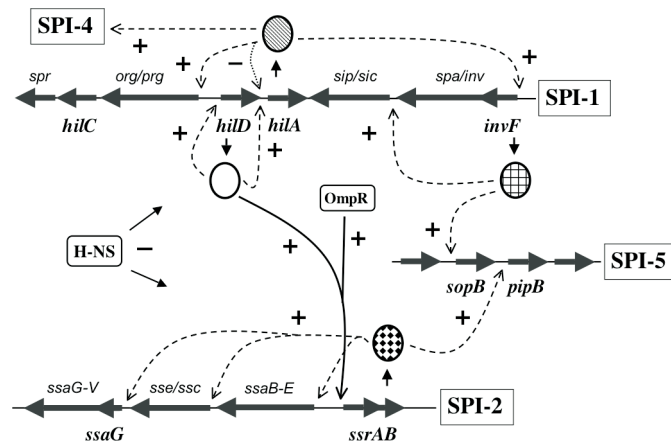 SPI-4
+
+
−
+
spr
org/prg
sip/sic
spa/inv
SPI-1
hilC
hilD
hilA
invF
+
+
+
OmpR
H-NS
−
+
+
+
SPI-5
sopB
pipB
+
+
ssaG-V
sse/ssc
ssaB-E
SPI-2
ssaG
ssrAB